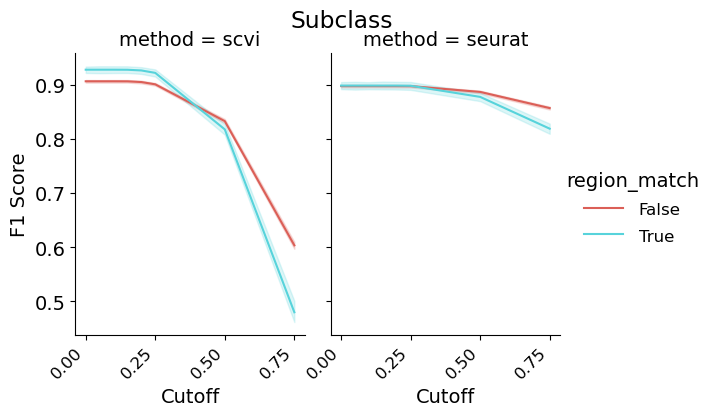 Subclass
method = scvi
method = seurat
F1 Score
0.9
0.8
0.7
0.6
0.5
0.00
0.25
0.50
0.75
0.00
0.25
0.50
0.75
Cutoff
Cutoff
region_match
False
True